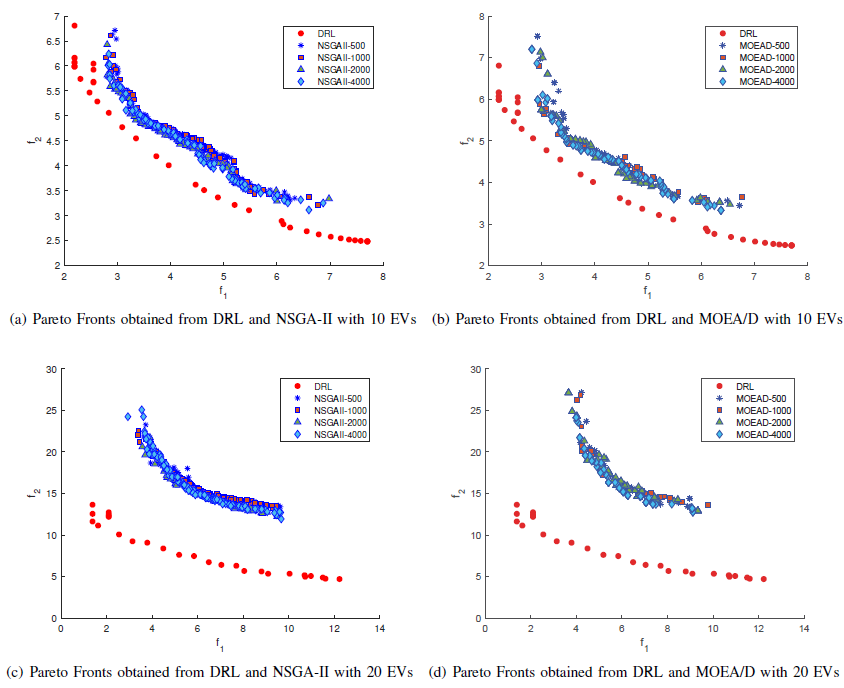 7
6.5
6
5.5
5
4.5
4
3.5
3
2.5
2
f2
2 3 4 5 6 7 8
f1
DRL
NSGAII-500
NSGAII-1000
NSGAII-2000
NSGAII-4000
8
7
6
5
4
3
2
f2
2 3 4 5 6 7 8
f1
DRL
MOEAD-500
MOEAD-1000
MOEAD-2000
MOEAD-4000
(a) Pareto Fronts obtained from DRL and NSGA-II with 10 EVs
(b) Pareto Fronts obtained from DRL and MOEA/D with 10 EVs
30
25
20
15
10
5
0
f2
0 2 4 6 8 10 12 14
f1
DRL
NSGAII-500
NSGAII-1000
NSGAII-2000
NSGAII-4000
30
25
20
15
10
5
0
f2
0 2 4 6 8 10 12 14
f1
DRL
MOEAD-500
MOEAD-1000
MOEAD-2000
MOEAD-4000
(c) Pareto Fronts obtained from DRL and NSGA-II with 20 EVs
(d) Pareto Fronts obtained from DRL and MOEA/D with 20 EVs